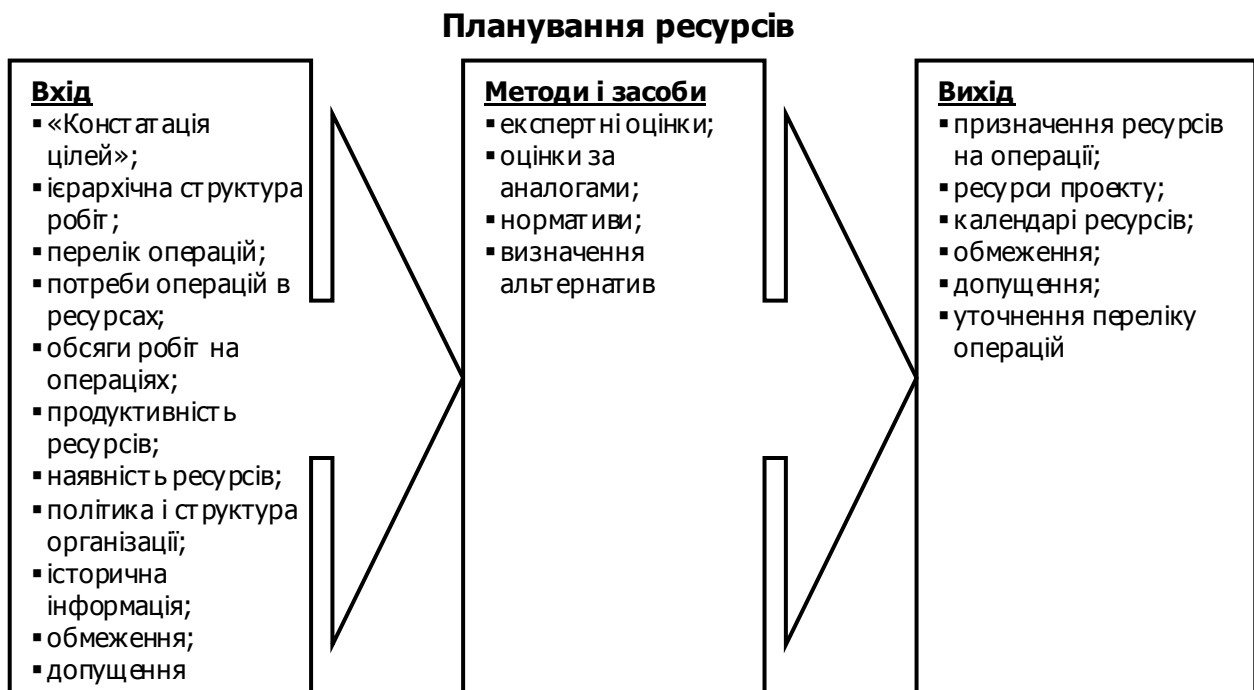 Планування ресурсів
Вхід
▪ «Констатація
цілей»;
▪ ієрархічна структура
робіт;
▪ перелік операцій;
▪ потреби операцій в
ресурсах;
▪ обсяги робіт на
операціях;
▪ продуктивність
ресурсів;
▪ наявність ресурсів;
▪ політика і структура
організації;
▪ історична
інформація;
▪ обмеження;
▪ допущення
Методи і засоби
▪ експертні оцінки;
▪ оцінки за
аналогами;
▪ нормативи;
▪ визначення
альтернатив
Вихід
▪ призначення ресурсів
на операції;
▪ ресурси проекту;
▪ календарі ресурсів;
▪ обмеження;
▪ допущення;
▪ уточнення переліку
операцій